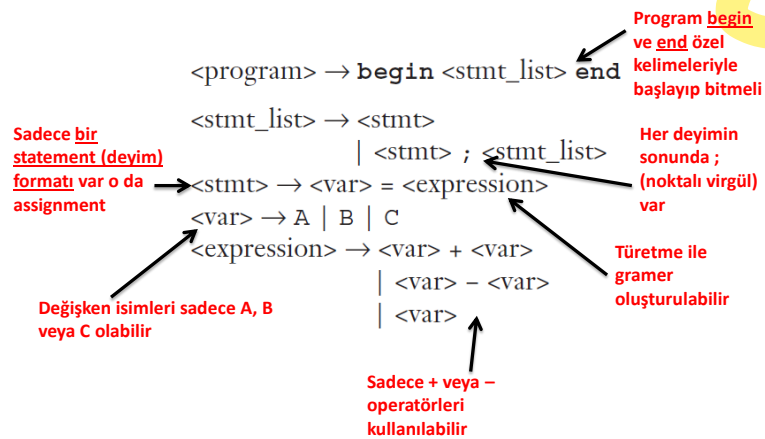 Program begin
ve end özel
kelimeleriyle
başlayıp bitmeli
<program> → begin <stmt_list> end
<stmt_list> → <stmt>
| <stmt> ; <stmt_list>
<stmt> → <var> = <expression>
<var> → A | B | C
<expression> → <var> + <var>
| <var> – <var>
| <var>
Sadece bir
statement (deyim)
formatı var o da
assignment
Her deyimin
sonunda ;
(noktalı virgül)
var
Türetme ile
gramer
oluşturulabilir
Değişken isimleri sadece A, B
veya C olabilir
Sadece + veya –
operatörleri
kullanılabilir